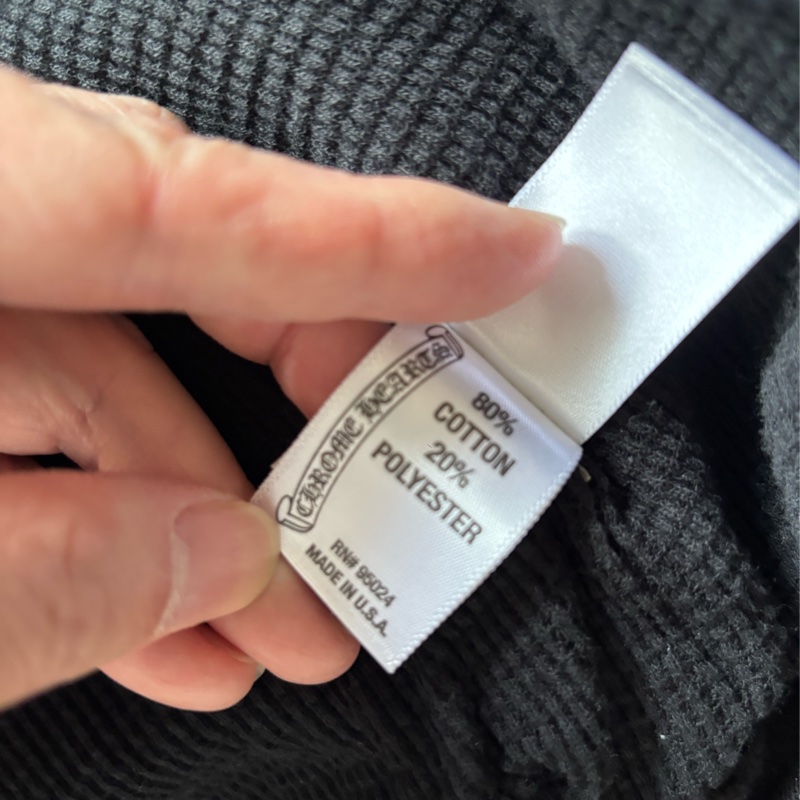 CHROME HEARTS
80%
COTTON
20%
POLYESTER
RN# 95024
MADE IN U.S.A.